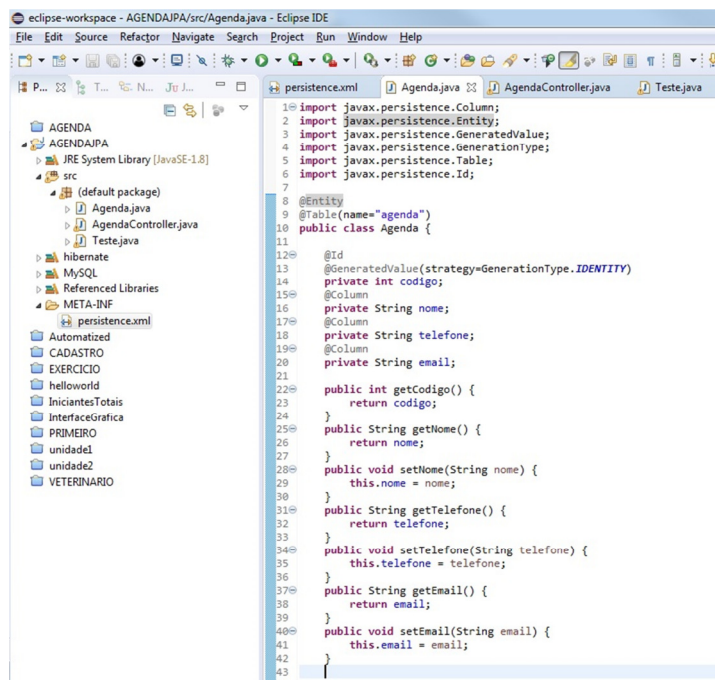 eclipse-workspace - AGENDAJPA/src/Agenda.java - Eclipse IDE
File Edit Source Refactor Navigate Search Project Run Window Help
P... T... N... JU J...
persistence.xml Agenda.java AgendaController.java Teste.java
AGENDA
AGENDAJPA
JRE System Library [JavaSE-1.8]
src
(default package)
Agenda.java
AgendaController.java
Teste.java
hibernate
MySQL
Referenced Libraries
META-INF
persistence.xml
Automatized
CADASTRO
EXERCICIO
helloworld
IniciantesTotais
InterfaceGrafica
PRIMEIRO
unidade1
unidade2
VETERINARIO
1 import javax.persistence.Column;
2 import javax.persistence.Entity;
3 import javax.persistence.GeneratedValue;
4 import javax.persistence.GenerationType;
5 import javax.persistence.Table;
6 import javax.persistence.Id;
7
8 @Entity
9 @Table(name="agenda")
10 public class Agenda {
11
12 @Id
13 @GeneratedValue(strategy=GenerationType.IDENTITY)
14 private int codigo;
15 @Column
16 private String nome;
17 @Column
18 private String telefone;
19 @Column
20 private String email;
21
22 public int getCodigo() {
23 return codigo;
24 }
25 public String getNome() {
26 return nome;
27 }
28 public void setNome(String nome) {
29 this.nome = nome;
30 }
31 public String getTelefone() {
32 return telefone;
33 }
34 public void setTelefone(String telefone) {
35 this.telefone = telefone;
36 }
37 public String getEmail() {
38 return email;
39 }
40 public void setEmail(String email) {
41 this.email = email;
42 }
43